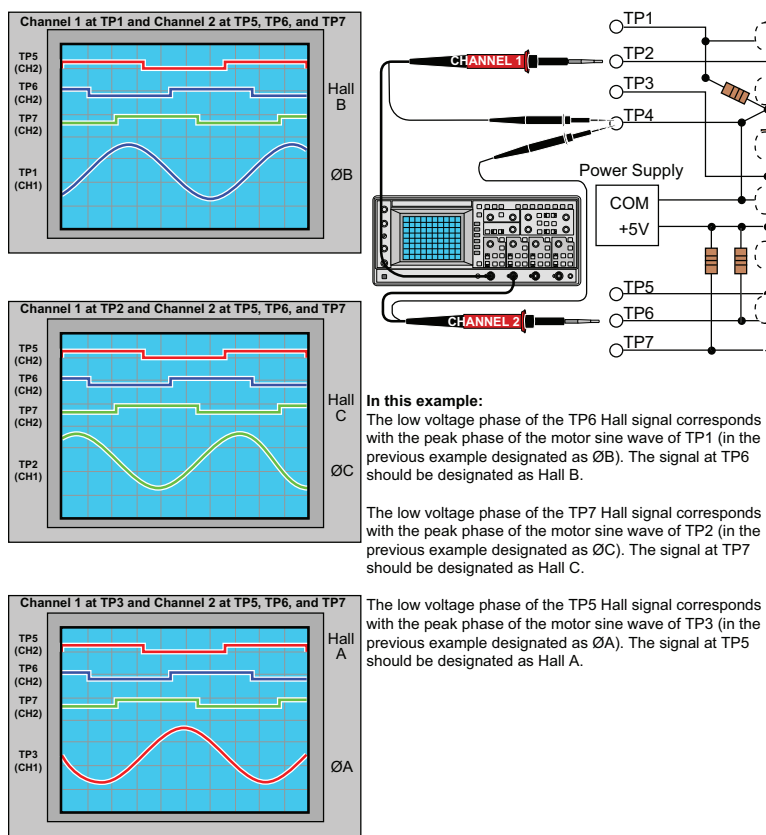 Channel 1 at TP1 and Channel 2 at TP5, TP6, and TP7
TP5
(CH2)
TP6
(CH2)
TP7
(CH2)
TP1
(CH1)
Hall
B
ØB
CHANNEL 1
CHANNEL 2
TP1
TP2
TP3
TP4
Power Supply
COM
+5V
TP5
TP6
TP7
Channel 1 at TP2 and Channel 2 at TP5, TP6, and TP7
TP5
(CH2)
TP6
(CH2)
TP7
(CH2)
TP2
(CH1)
Hall
C
ØC
In this example:
The low voltage phase of the TP6 Hall signal corresponds
with the peak phase of the motor sine wave of TP1 (in the
previous example designated as ØB). The signal at TP6
should be designated as Hall B.
The low voltage phase of the TP7 Hall signal corresponds
with the peak phase of the motor sine wave of TP2 (in the
previous example designated as ØC). The signal at TP7
should be designated as Hall C.
Channel 1 at TP3 and Channel 2 at TP5, TP6, and TP7
TP5
(CH2)
TP6
(CH2)
TP7
(CH2)
TP3
(CH1)
Hall
A
ØA
The low voltage phase of the TP5 Hall signal corresponds
with the peak phase of the motor sine wave of TP3 (in the
previous example designated as ØA). The signal at TP5
should be designated as Hall A.